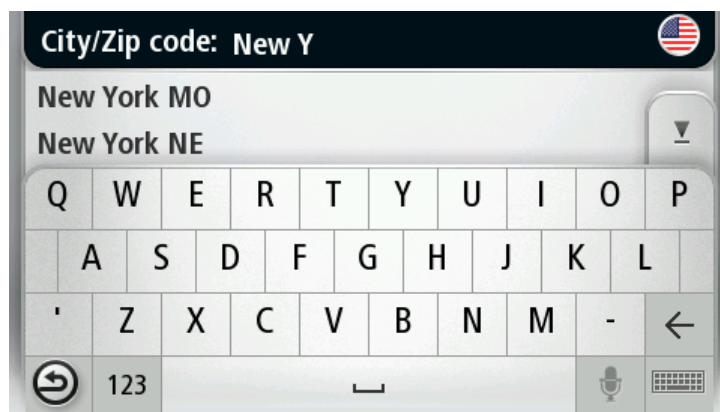 City/Zip code: New Y
New York MO
New York NE
Q W E R T Y U I O P
A S D F G H J K L
' Z X C V B N M -
123